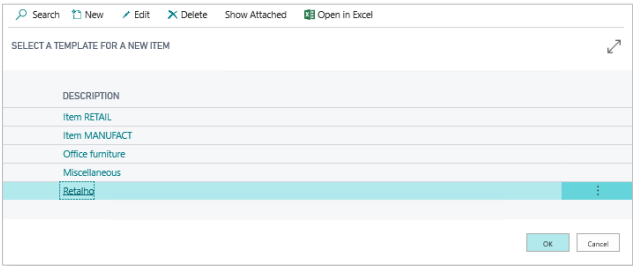 Search New Edit Delete Show Attached Open in Excel
SELECT A TEMPLATE FOR A NEW ITEM
DESCRIPTION
Item RETAIL
Item MANUFACT
Office furniture
Miscellaneous
Retalho
OK Cancel